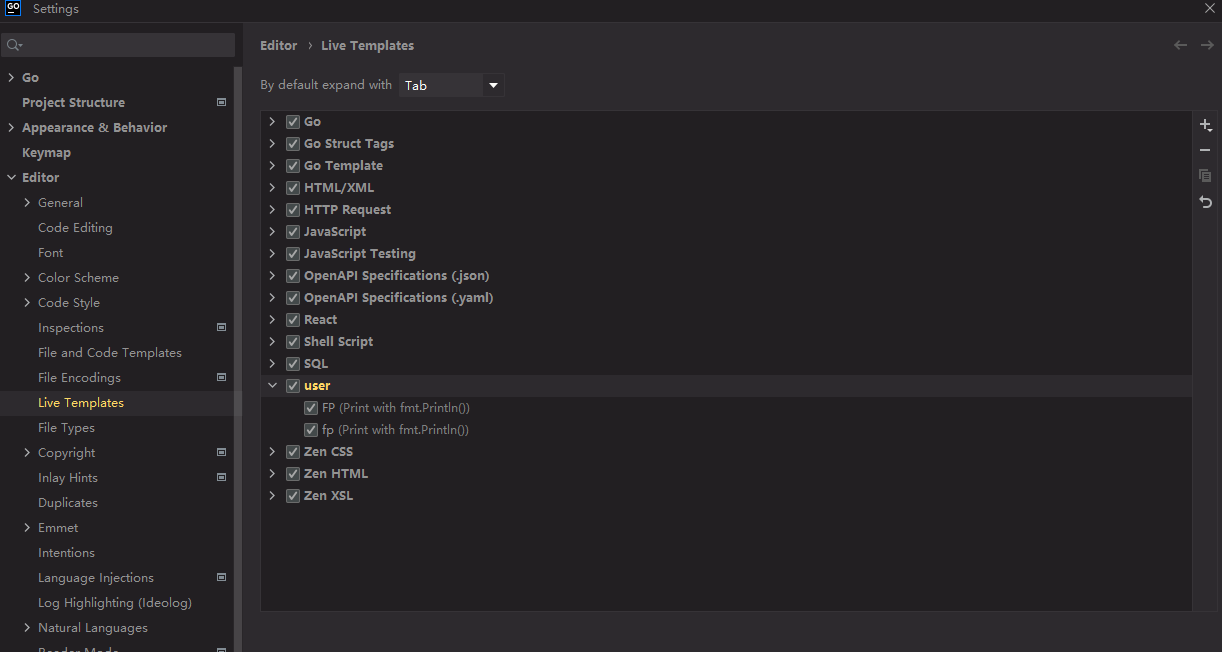 GO Settings
Go
Project Structure
Appearance & Behavior
Keymap
Editor
General
Code Editing
Font
Color Scheme
Code Style
Inspections
File and Code Templates
File Encodings
Live Templates
File Types
Copyright
Inlay Hints
Duplicates
Emmet
Intentions
Language Injections
Log Highlighting (Ideolog)
Natural Languages
Reader Mode
Editor › Live Templates
By default expand with Tab
Go
Go Struct Tags
Go Template
HTML/XML
HTTP Request
JavaScript
JavaScript Testing
OpenAPI Specifications (.json)
OpenAPI Specifications (.yaml)
React
Shell Script
SQL
user
FP (Print with fmt.Println())
fp (Print with fmt.Println())
Zen CSS
Zen HTML
Zen XSL